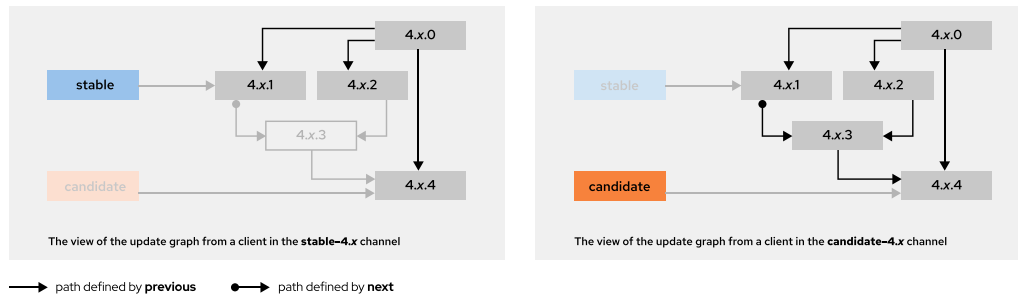 4.x.0
stable
4.x.1
4.x.2
4.x.3
candidate
4.x.4
The view of the update graph from a client in the stable–4.x channel
4.x.0
stable
4.x.1
4.x.2
4.x.3
candidate
4.x.4
The view of the update graph from a client in the candidate–4.x channel
path defined by previous
path defined by next